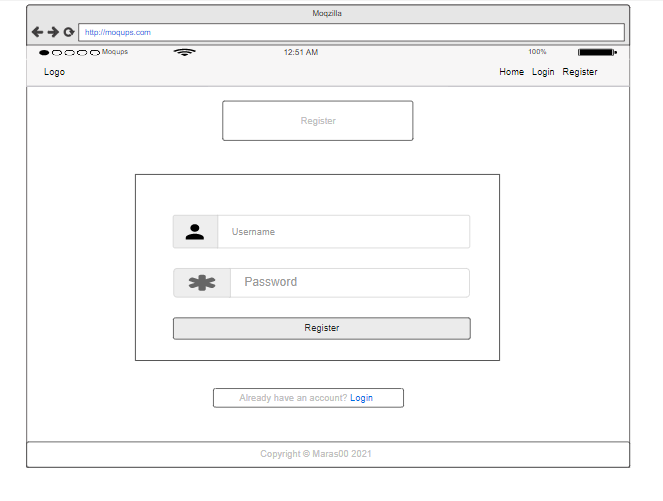 Moqzilla
http://moqups.com
Moqups 12:51 AM 100%
Logo Home Login Register
Register
Username
Password
Register
Already have an account? Login
Copyright © Maras00 2021